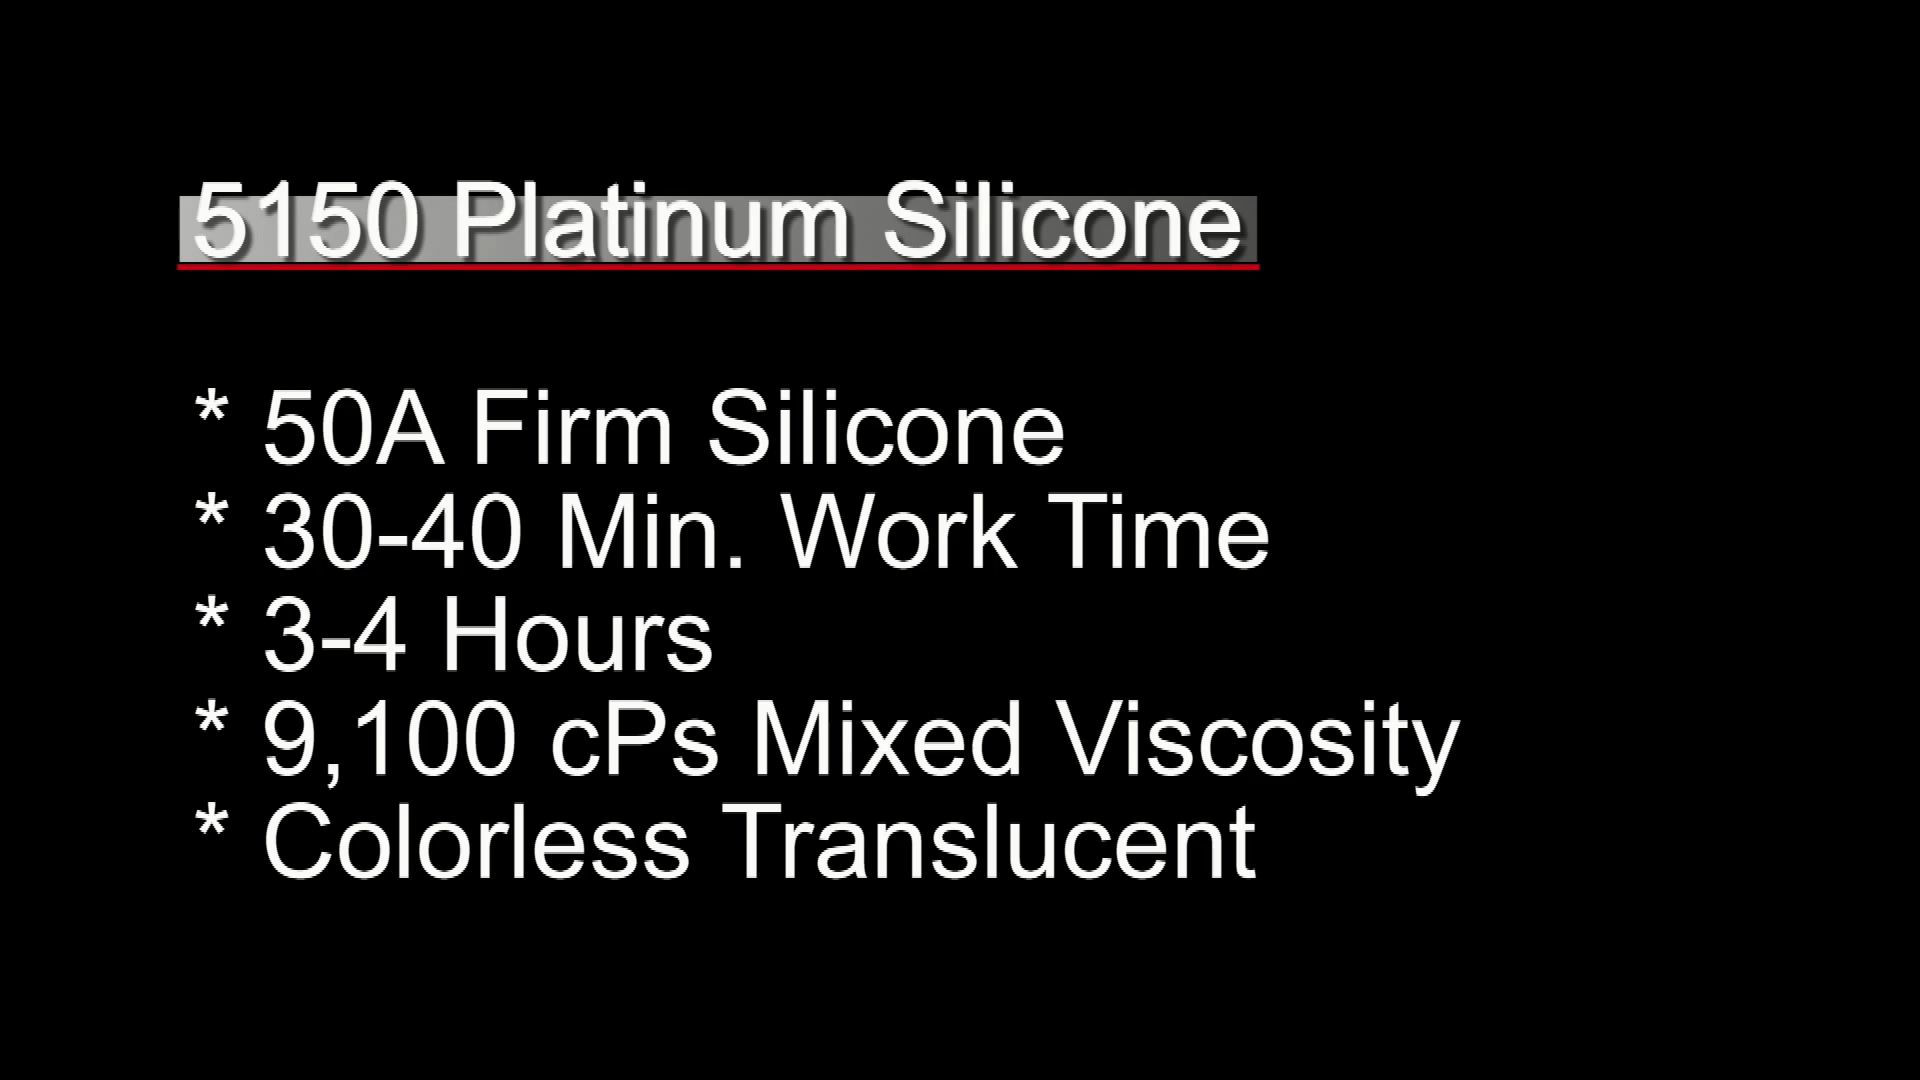 5150 Platinum Silicone
* 50A Firm Silicone
* 30-40 Min. Work Time
* 3-4 Hours
* 9,100 cPs Mixed Viscosity
* Colorless Translucent